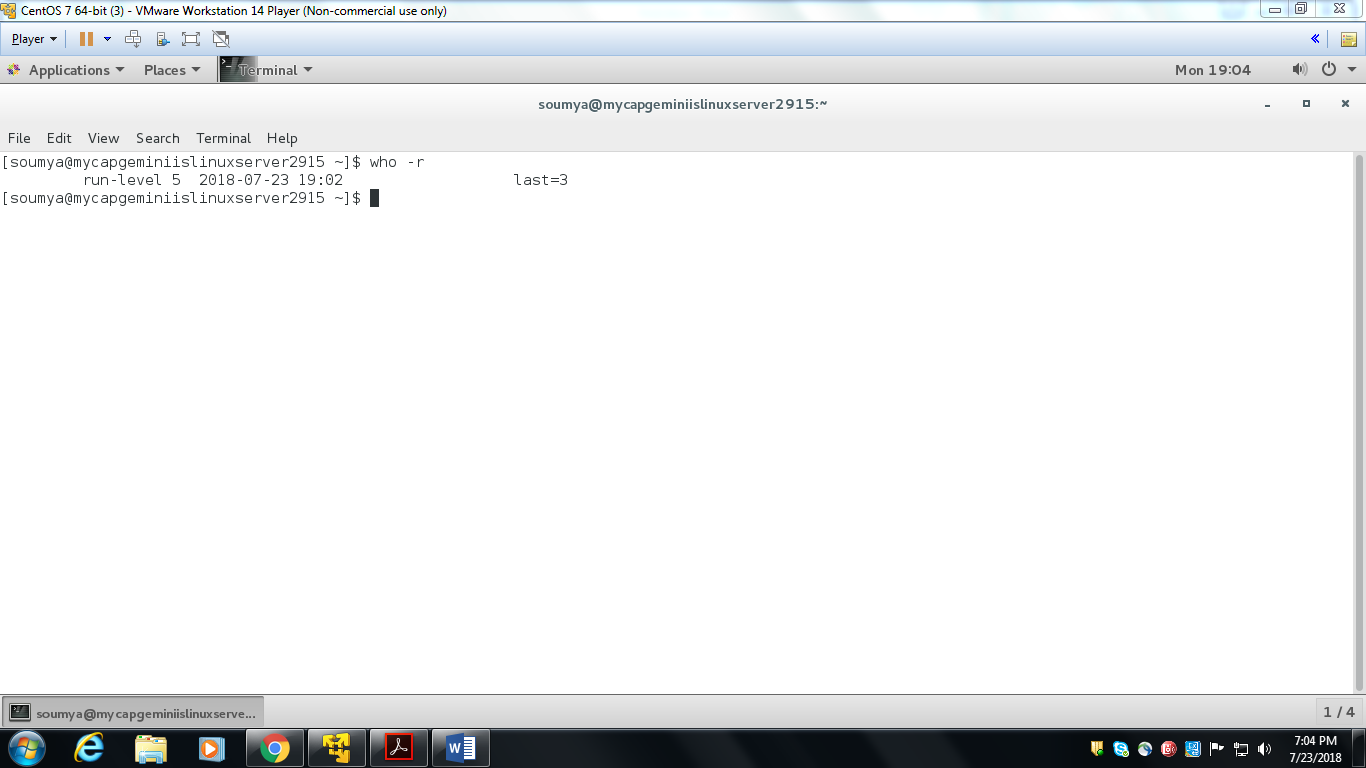 CentOS 7 64-bit (3) - VMware Workstation 14 Player (Non-commercial use only)
Player
Applications Places Terminal Mon 19:04
soumya@mycapgeminiislinuxserver2915:~
File Edit View Search Terminal Help
[soumya@mycapgeminiislinuxserver2915 ~]$ who -r
run-level 5 2018-07-23 19:02 last=3
[soumya@mycapgeminiislinuxserver2915 ~]$
soumya@mycapgeminiislinuxserve...
1 / 4
7:04 PM
7/23/2018